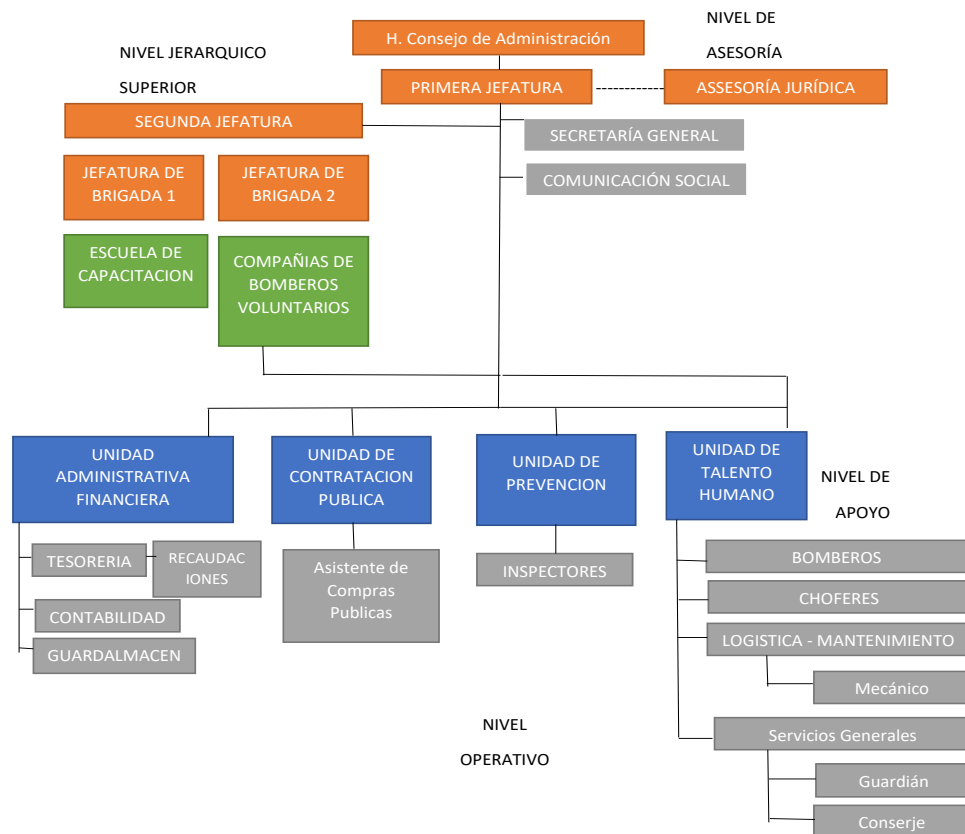 NIVEL DE
ASESORÍA
H. Consejo de Administración
NIVEL JERARQUICO
SUPERIOR
PRIMERA JEFATURA
ASSESORÍA JURÍDICA
SEGUNDA JEFATURA
SECRETARÍA GENERAL
COMUNICACIÓN SOCIAL
JEFATURA DE
BRIGADA 1
JEFATURA DE
BRIGADA 2
ESCUELA DE
CAPACITACION
COMPAÑIAS DE
BOMBEROS
VOLUNTARIOS
UNIDAD
ADMINISTRATIVA
FINANCIERA
UNIDAD DE
CONTRATACION
PUBLICA
UNIDAD DE
PREVENCION
UNIDAD DE
TALENTO
HUMANO
NIVEL DE
APOYO
TESORERIA
RECAUDAC
IONES
CONTABILIDAD
GUARDALMACEN
Asistente de
Compras
Publicas
INSPECTORES
BOMBEROS
CHOFERES
LOGISTICA - MANTENIMIENTO
Mecánico
Servicios Generales
Guardián
Conserje
NIVEL
OPERATIVO